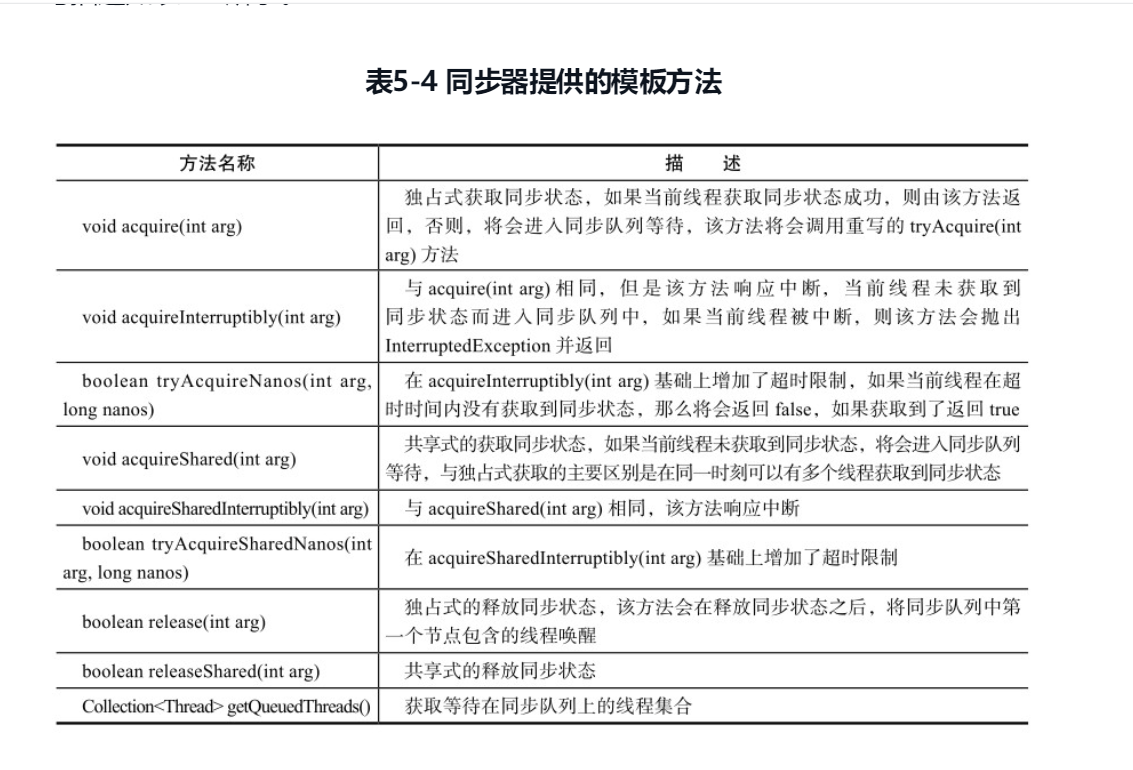 表5-4 同步器提供的模板方法
方法名称
描 述
void acquire(int arg)
独占式获取同步状态，如果当前线程获取同步状态成功，则由该方法返
回，否则，将会进入同步队列等待，该方法将会调用重写的 tryAcquire(int
arg) 方法
void acquireInterruptibly(int arg)
与 acquire(int arg) 相同，但是该方法响应中断，当前线程未获取到
同步状态而进入同步队列中，如果当前线程被中断，则该方法会抛出
InterruptedException 并返回
boolean tryAcquireNanos(int arg,
long nanos)
在 acquireInterruptibly(int arg) 基础上增加了超时限制，如果当前线程在超
时时间内没有获取到同步状态，那么将会返回 false，如果获取到了返回 true
void acquireShared(int arg)
共享式的获取同步状态，如果当前线程未获取到同步状态，将会进入同步队列
等待，与独占式获取的主要区别是在同一时刻可以有多个线程获取到同步状态
void acquireSharedInterruptibly(int arg)
与 acquireShared(int arg) 相同，该方法响应中断
boolean tryAcquireSharedNanos(int
arg, long nanos)
在 acquireSharedInterruptibly(int arg) 基础上增加了超时限制
boolean release(int arg)
独占式的释放同步状态，该方法会在释放同步状态之后，将同步队列中第
一个节点包含的线程唤醒
boolean releaseShared(int arg)
共享式的释放同步状态
Collection<Thread> getQueuedThreads()
获取等待在同步队列上的线程集合